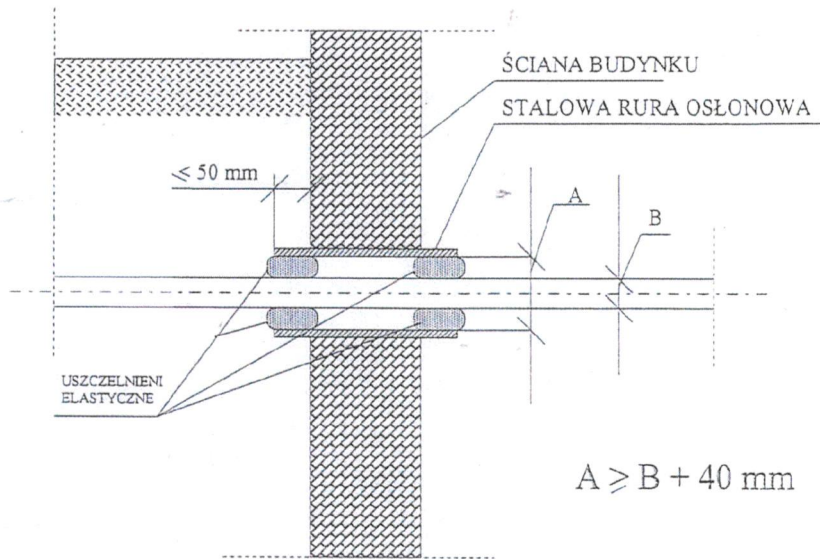 ŚCIANA BUDYNKU
STALOWA RURA OSŁONOWA
≤ 50 mm
A
B
USZCZELNIENI
ELASTYCZNE
A ≥ B + 40 mm